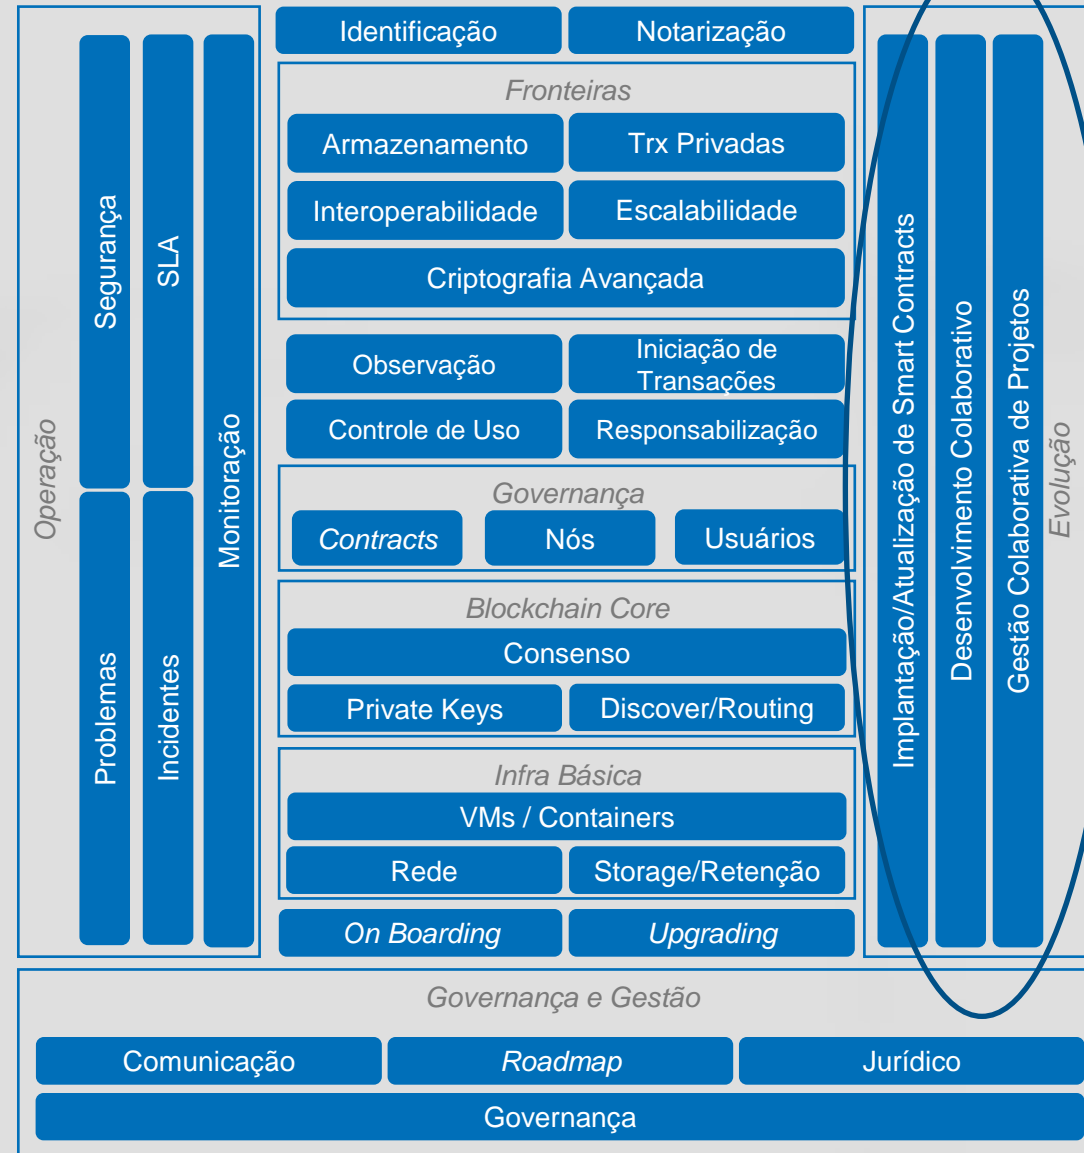 Identificação
Notarização
Fronteiras
Armazenamento
Trx Privadas
Interoperabilidade
Escalabilidade
Criptografia Avançada
Observação
Iniciação de
Transações
Controle de Uso
Responsabilização
Governança
Contracts
Nós
Usuários
Blockchain Core
Consenso
Private Keys
Discover/Routing
Infra Básica
VMs / Containers
Rede
Storage/Retenção
On Boarding
Upgrading
Operação
Segurança
SLA
Problemas
Incidentes
Monitoração
Implantação/Atualização de Smart Contracts
Desenvolvimento Colaborativo
Gestão Colaborativa de Projetos
Evolução
Governança e Gestão
Comunicação
Roadmap
Jurídico
Governança